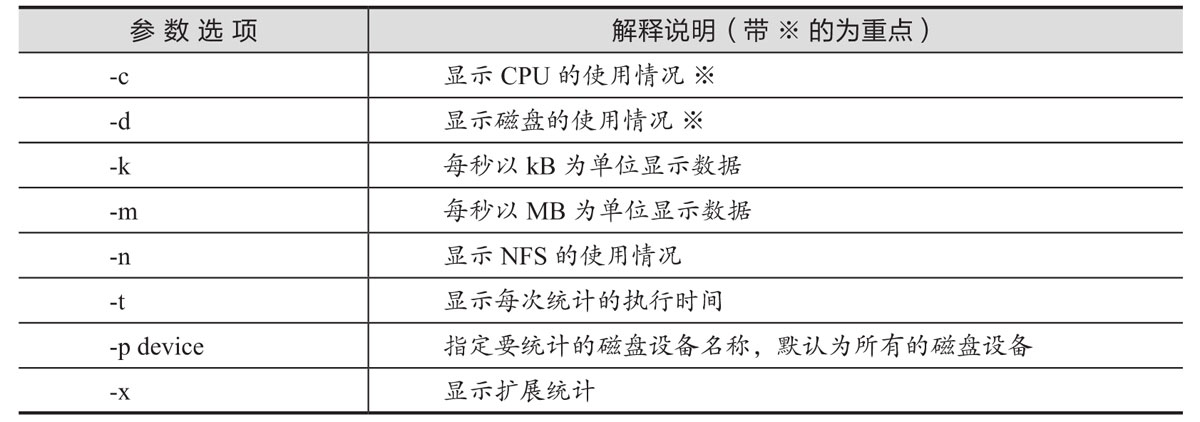 参 数 选 项 解释说明（带 ※ 的为重点）
-c 显示 CPU 的使用情况 ※
-d 显示磁盘的使用情况 ※
-k 每秒以 kB 为单位显示数据
-m 每秒以 MB 为单位显示数据
-n 显示 NFS 的使用情况
-t 显示每次统计的执行时间
-p device 指定要统计的磁盘设备名称，默认为所有的磁盘设备
-x 显示扩展统计